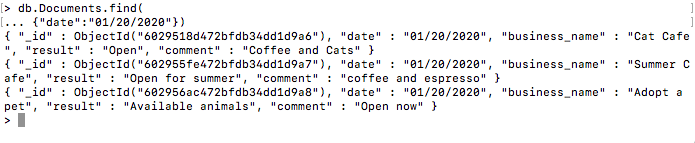 [> db.Documents.find(                                                                              ]
[... {"date":"01/20/2020"})                                                                        ]
{ "_id" : ObjectId("6029518d472bfdb34dd1d9a6"), "date" : "01/20/2020", "business_name" : "Cat Cafe
", "result" : "Open", "comment" : "Coffee and Cats" }
{ "_id" : ObjectId("602955fe472bfdb34dd1d9a7"), "date" : "01/20/2020", "business_name" : "Summer C
afe", "result" : "Open for summer", "comment" : "coffee and espresso" }
{ "_id" : ObjectId("602956ac472bfdb34dd1d9a8"), "date" : "01/20/2020", "business_name" : "Adopt a 
pet", "result" : "Available animals", "comment" : "Open now" }
>